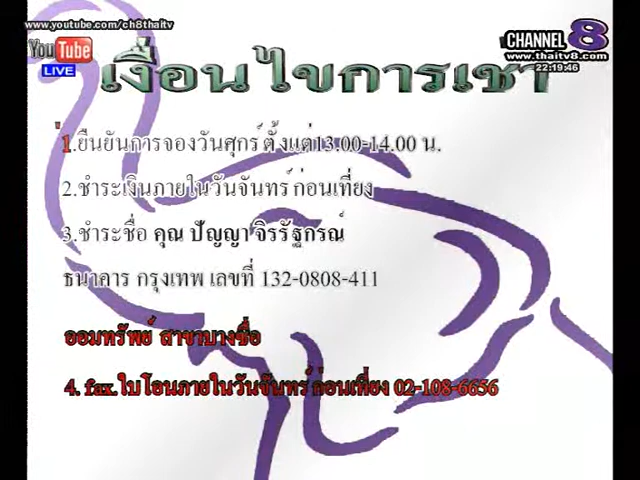 www.youtube.com/ch8thaitv
YouTube
LIVE
CHANNEL 8
www.thaitv8.com
22:19:46
เงื่อนไขการเช่า
1.ยืนยันการจองวันศุกร์ ตั้งแต่13.00-14.00 น.
2.ชำระเงินภายในวันจันทร์ ก่อนเที่ยง
3.ชำระชื่อ คุณ ปัญญา จิรรัฐกรณ์
ธนาคาร กรุงเทพ เลขที่ 132-0808-411
ออมทรัพย์ สาขาบางซื่อ
4. fax.ใบโอนภายในวันจันทร์ ก่อนเที่ยง 02-108-6656